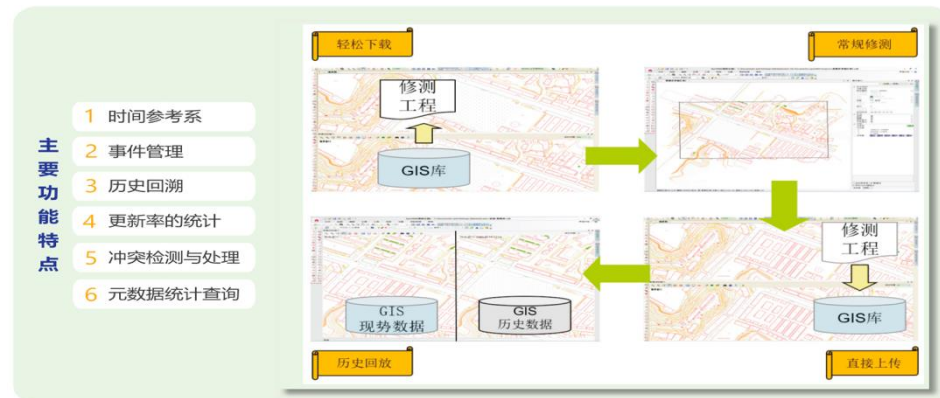 主要功能特点
1 时间参考系
2 事件管理
3 历史回溯
4 更新率的统计
5 冲突检测与处理
6 元数据统计查询
轻松下载
常规修测
修测
工程
GIS库
修测
工程
GIS库
GIS
现势数据
GIS
历史数据
历史回放
直接上传